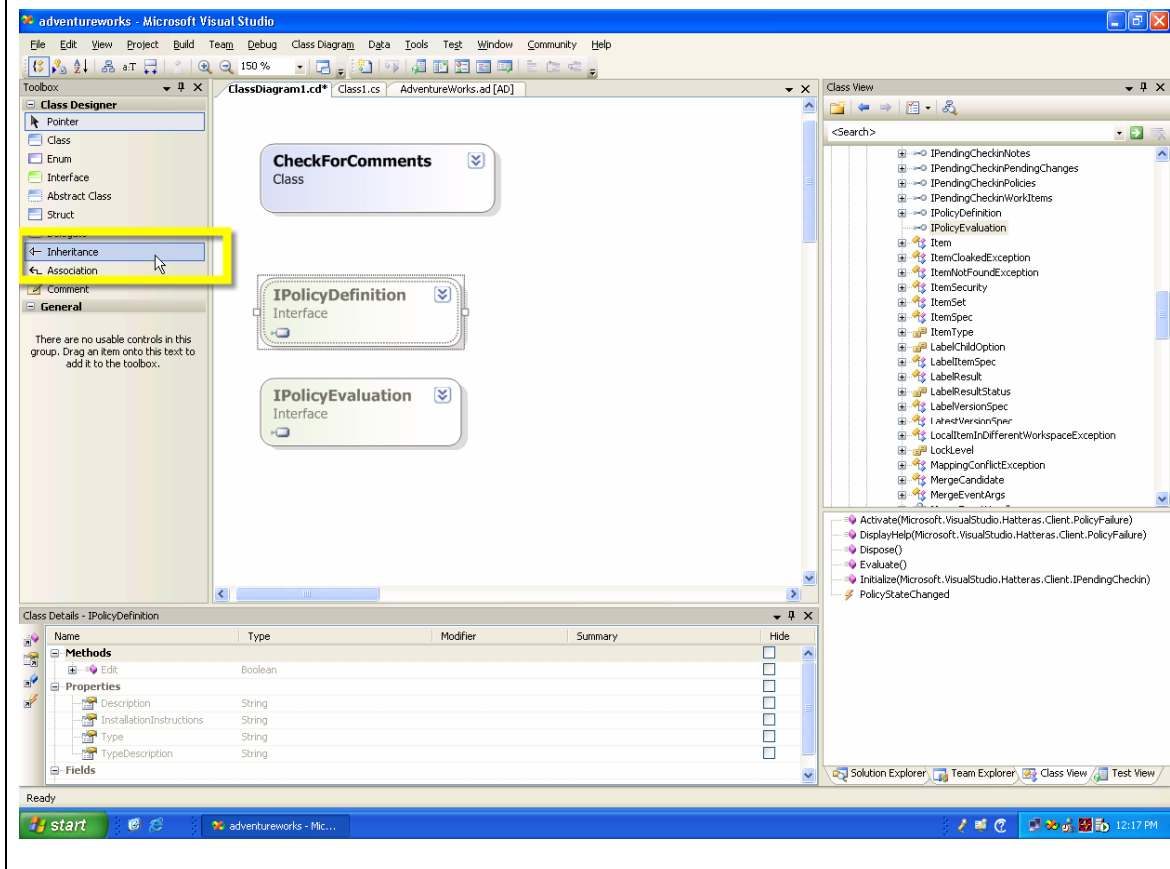 adventureworks - Microsoft Visual Studio
File Edit View Project Build Team Debug Class Diagram Data Tools Test Window Community Help
150 %
Toolbox
Class Designer
Pointer
Class
Enum
Interface
Abstract Class
Struct
Delegate
Inheritance
Association
Comment
General
There are no usable controls in this
group. Drag an item onto this text to
add it to the toolbox.
ClassDiagram1.cd* Class1.cs AdventureWorks.ad [AD]
CheckForComments
Class
IPolicyDefinition
Interface
IPolicyEvaluation
Interface
Class View
<Search>
IPendingCheckinNotes
IPendingCheckinPendingChanges
IPendingCheckinPolicies
IPendingCheckinWorkItems
IPolicyDefinition
IPolicyEvaluation
Item
ItemCloakedException
ItemNotFoundException
ItemSecurity
ItemSet
ItemSpec
ItemType
LabelChildOption
LabelItemSpec
LabelResult
LabelResultStatus
LabelVersionSpec
LatestVersionSpec
LocalItemInDifferentWorkspaceException
LockLevel
MappingConflictException
MergeCandidate
MergeEventArgs
Activate(Microsoft.VisualStudio.Hatteras.Client.PolicyFailure)
DisplayHelp(Microsoft.VisualStudio.Hatteras.Client.PolicyFailure)
Dispose()
Evaluate()
Initialize(Microsoft.VisualStudio.Hatteras.Client.IPendingCheckin)
PolicyStateChanged
Class Details - IPolicyDefinition
Name Type Modifier Summary Hide
Methods
Edit Boolean
Properties
Description String
InstallationInstructions String
Type String
TypeDescription String
Fields
Solution Explorer Team Explorer Class View Test View
Ready
start adventureworks - Mic... 12:17 PM